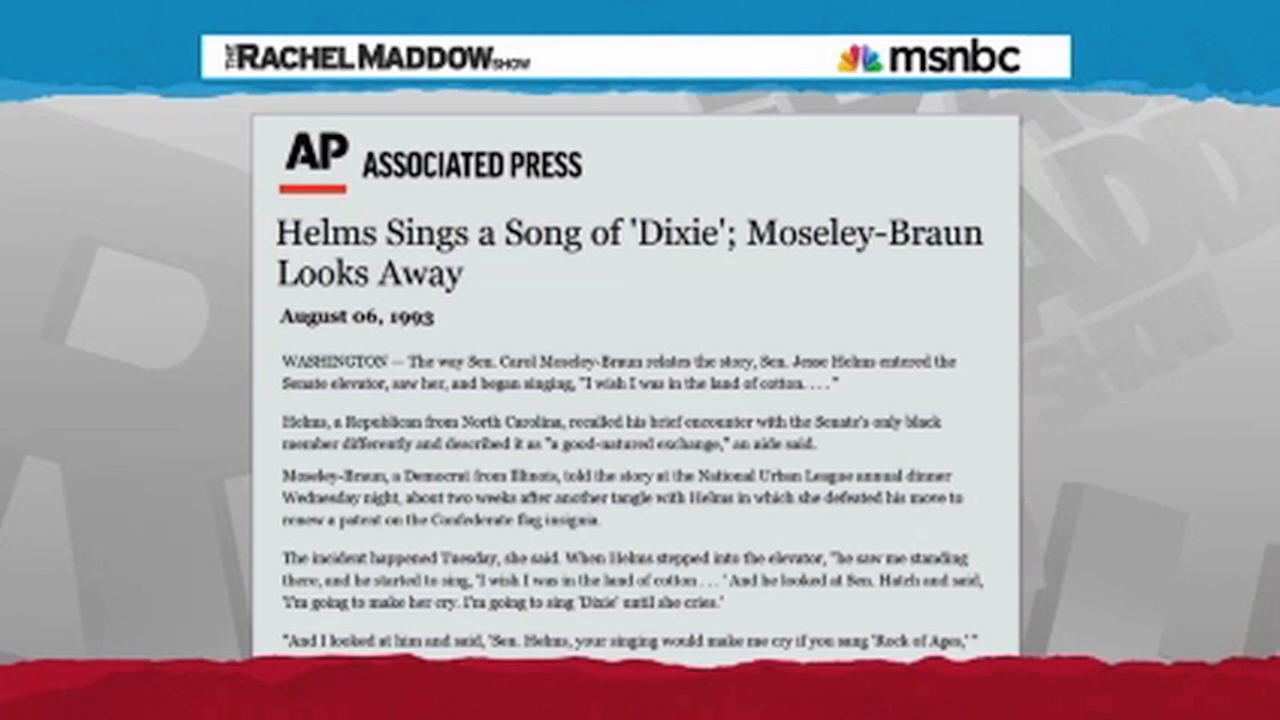 THE RACHEL MADDOW SHOW
msnbc
AP ASSOCIATED PRESS
Helms Sings a Song of 'Dixie'; Moseley-Braun
Looks Away
August 06, 1993
WASHINGTON — The way Sen. Carol Moseley-Braun relates the story, Sen. Jesse Helms entered the
Senate elevator, saw her, and began singing, "I wish I was in the land of cotton. . . . "
Helms, a Republican from North Carolina, recalled his brief encounter with the Senate's only black
member differently and described it as "a good-natured exchange," an aide said.
Moseley-Braun, a Democrat from Illinois, told the story at the National Urban League annual dinner
Wednesday night, about two weeks after another tangle with Helms in which she defeated his move to
renew a patent on the Confederate flag insignia.
The incident happened Tuesday, she said. When Helms stepped into the elevator, "he saw me standing
there, and he started to sing, 'I wish I was in the land of cotton . . . ' And he looked at Sen. Hatch and said,
'I'm going to make her cry. I'm going to sing 'Dixie' until she cries.'
"And I looked at him and said, 'Sen. Helms, your singing would make me cry if you sang 'Rock of Ages,' "